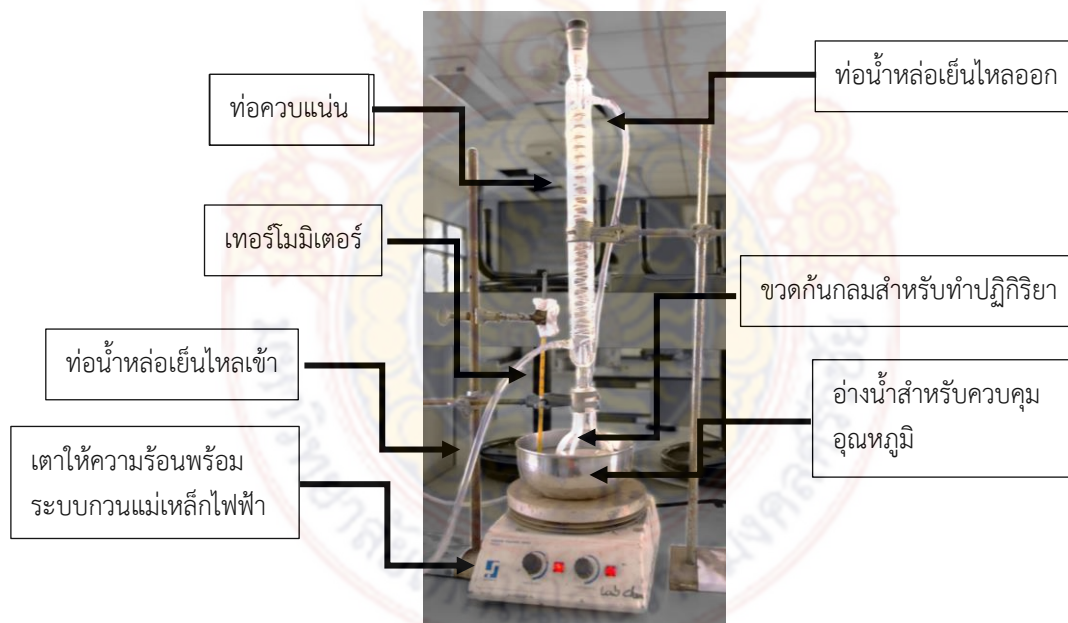 ท่อควบแน่น
เทอร์โมมิเตอร์
ท่อน้ำหล่อเย็นไหลเข้า
เตาให้ความร้อนพร้อม
ระบบกวนแม่เหล็กไฟฟ้า
ท่อน้ำหล่อเย็นไหลออก
ขวดก้นกลมสำหรับทำปฏิกิริยา
อ่างน้ำสำหรับควบคุม
อุณหภูมิ